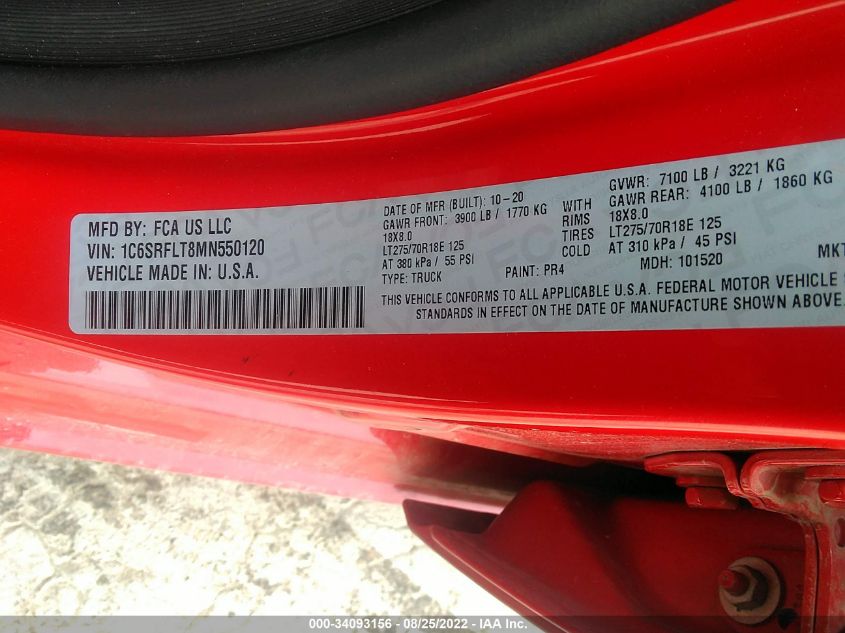 MFD BY: FCA US LLC
VIN: 1C6SRFLT8MN550120
VEHICLE MADE IN U.S.A.
DATE OF MFR (BUILT): 10-20
GAWR FRONT: 3900 LB / 1770 KG
18X8.0
LT275/70R18E 125
AT 380 kPa / 55 PSI
TYPE: TRUCK
PAINT: PR4
WITH
RIMS
TIRES
COLD
GVWR: 7100 LB / 3221 KG
GAWR REAR: 4100 LB / 1860 KG
18X8.0
LT275/70R18E 125
AT 310 kPa / 45 PSI
MDH: 101520
MKT
THIS VEHICLE CONFORMS TO ALL APPLICABLE U.S.A. FEDERAL MOTOR VEHICLE
STANDARDS IN EFFECT ON THE DATE OF MANUFACTURE SHOWN ABOVE.
000-34093156 - 08/25/2022 - IAA Inc.